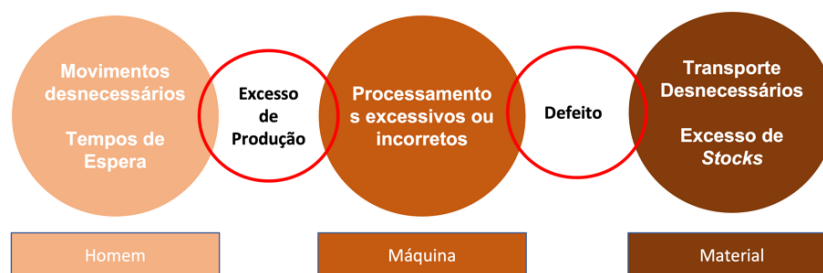 Movimentos
desnecessários
Tempos de
Espera
Excesso
de
Produção
Processamento
s excessivos ou
incorretos
Defeito
Transporte
Desnecessários
Excesso de
Stocks
Homem
Máquina
Material